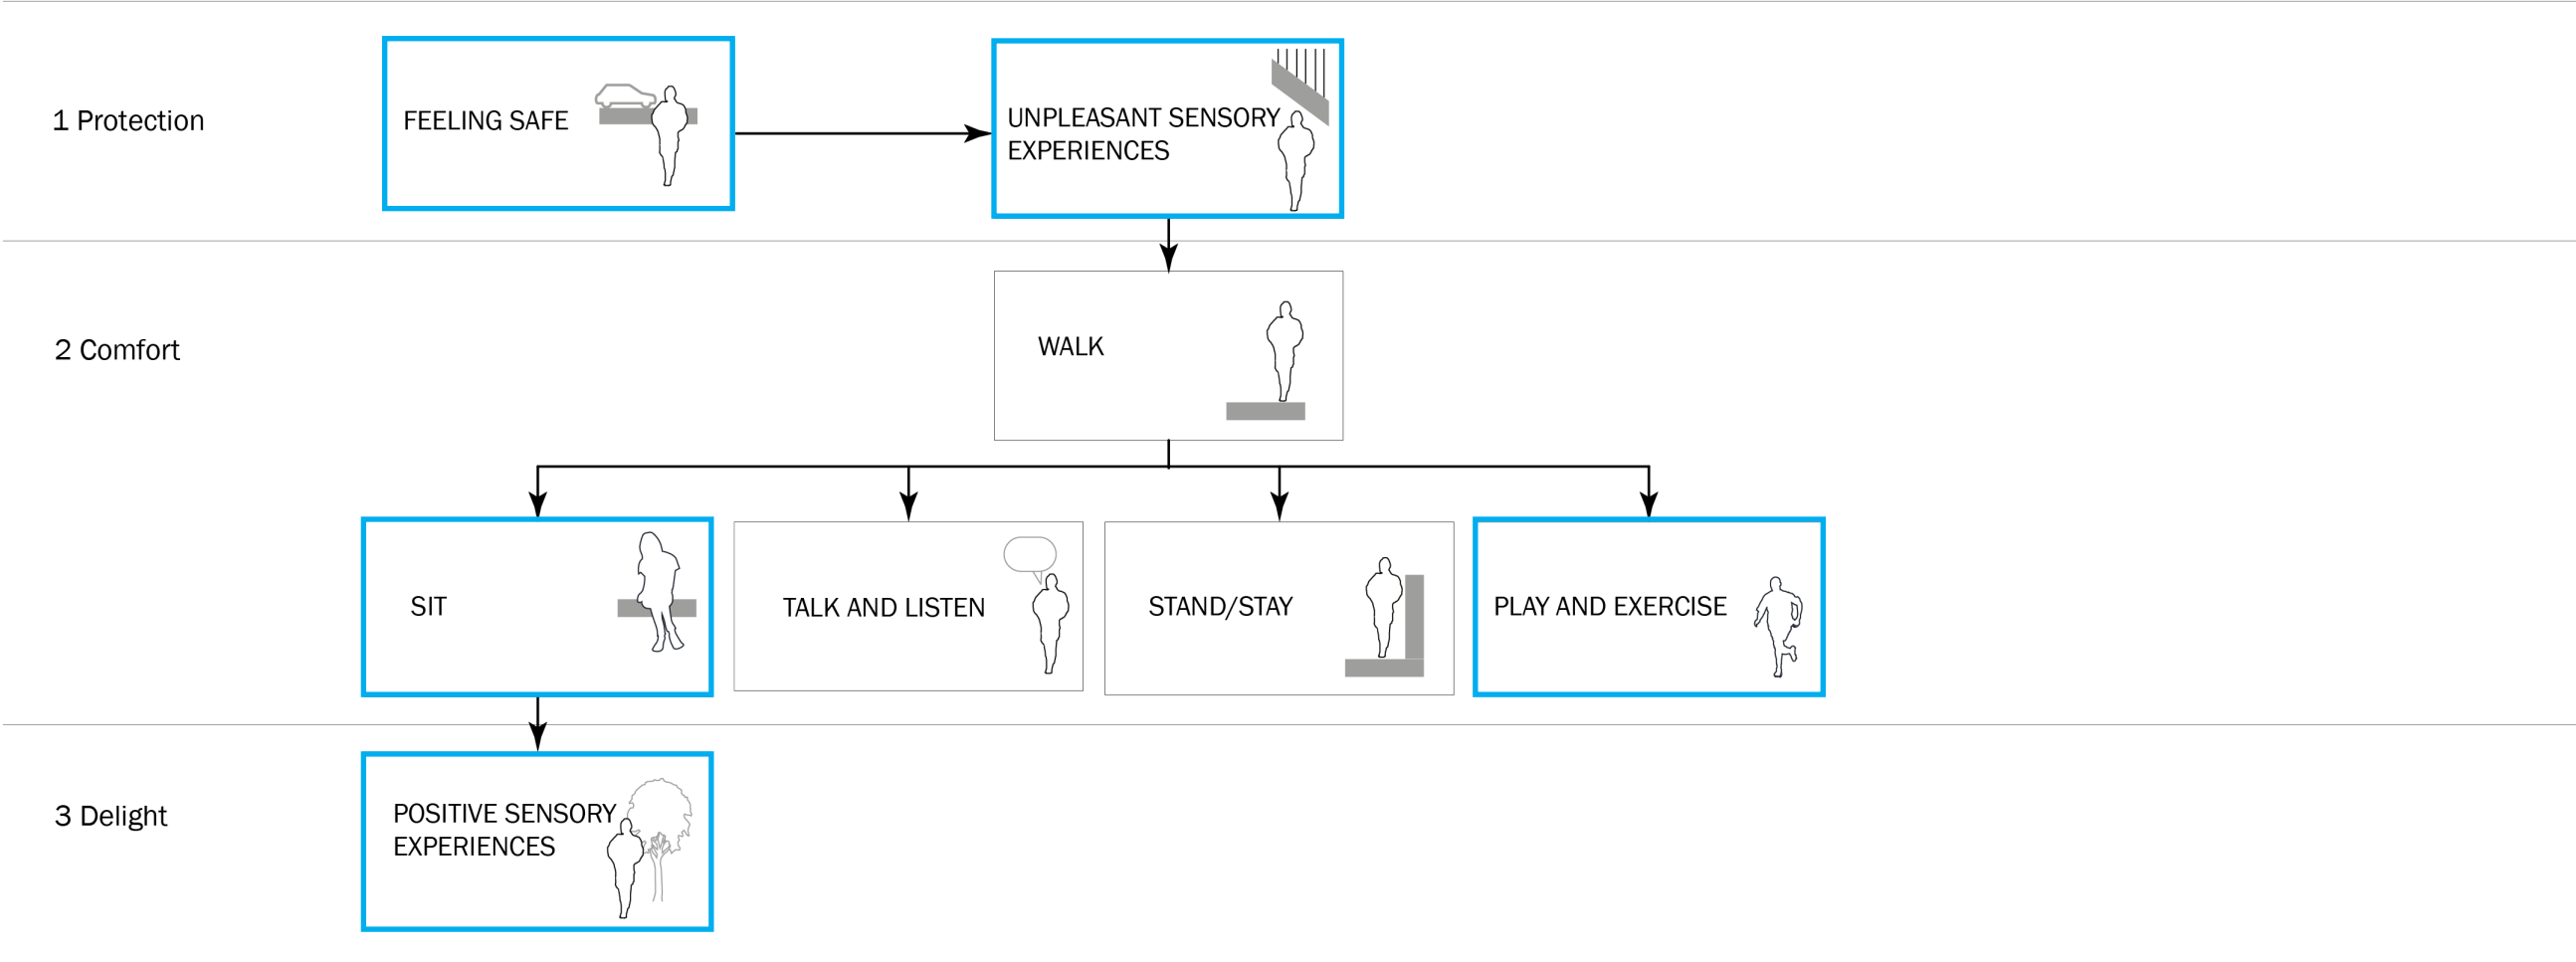 1 Protection
FEELING SAFE
UNPLEASANT SENSORY
EXPERIENCES
2 Comfort
WALK
SIT
TALK AND LISTEN
STAND/STAY
PLAY AND EXERCISE
3 Delight
POSITIVE SENSORY
EXPERIENCES